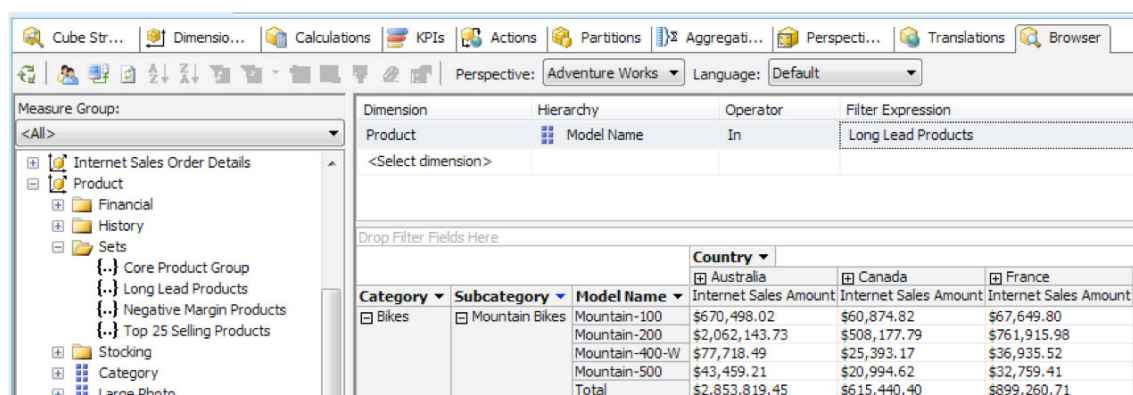 Cube Str... Dimensio... Calculations KPIs Actions Partitions Aggregati... Perspecti... Translations Browser
Perspective: Adventure Works Language: Default
Measure Group:
<All>
Internet Sales Order Details
Product
Financial
History
Sets
{..} Core Product Group
{..} Long Lead Products
{..} Negative Margin Products
{..} Top 25 Selling Products
Stocking
Category
Large Photo
Dimension Hierarchy Operator Filter Expression
Product Model Name In Long Lead Products
<Select dimension>
Drop Filter Fields Here
Country
Australia Canada France
Category Subcategory Model Name Internet Sales Amount Internet Sales Amount Internet Sales Amount
Bikes Mountain Bikes Mountain-100 $670,498.02 $60,874.82 $67,649.80
Mountain-200 $2,062,143.73 $508,177.79 $761,915.98
Mountain-400-W $77,718.49 $25,393.17 $36,935.52
Mountain-500 $43,459.21 $20,994.62 $32,759.41
Total $2,853,819.45 $615,440.40 $899,260.71